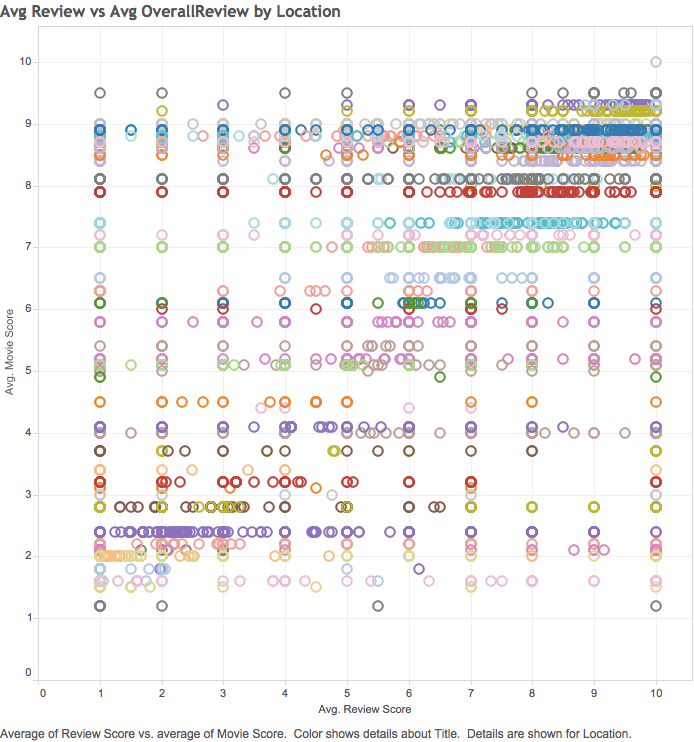 Avg Review vs Avg OverallReview by Location
10
9
8
7
6
5
4
3
2
1
0
Avg. Movie Score
0 1 2 3 4 5 6 7 8 9 10
Avg. Review Score
Average of Review Score vs. average of Movie Score. Color shows details about Title. Details are shown for Location.